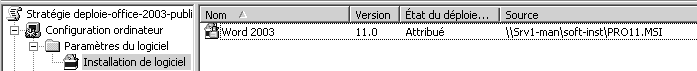 Stratégie deploie-office-2003-publi
Configuration ordinateur
Paramètres du logiciel
Installation de logiciel
Nom Version État du déploie... Source
Word 2003 11.0 Attribué \\Srv1-man\soft-inst\PRO11.MSI